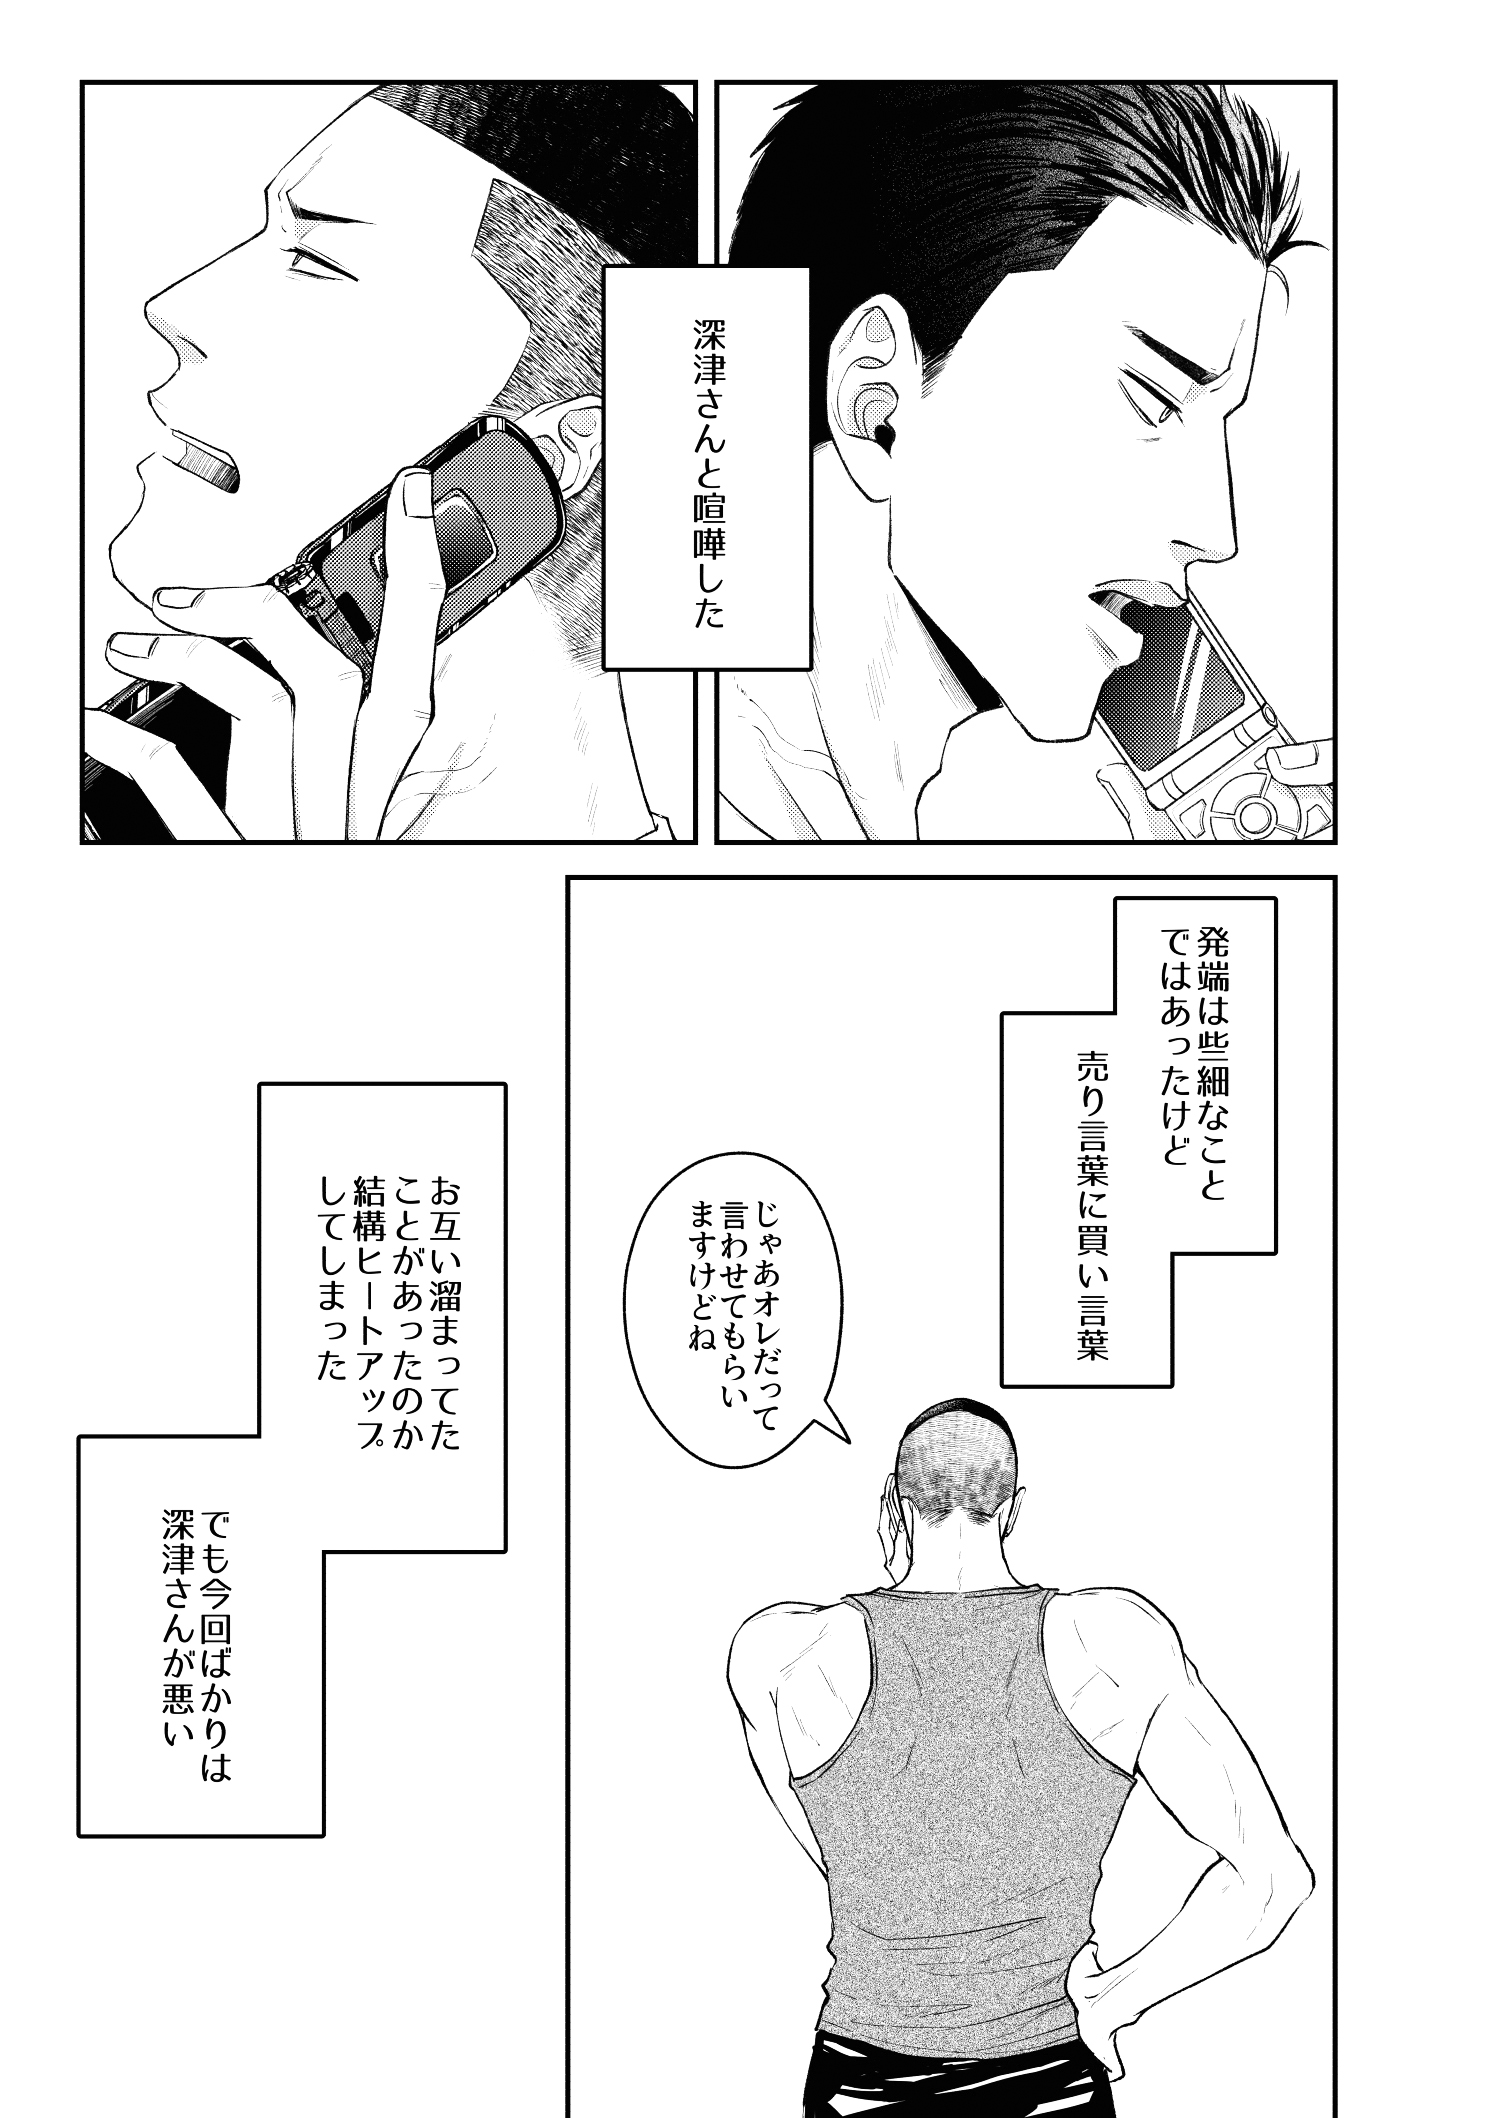 深津さんと喧嘩した
発端は些細なこと
ではあったけど
売り言葉に買い言葉
じゃあオレだって
言わせてもらい
ますけどね
お互い溜まってた
ことがあったのか
結構ヒートアップ
してしまった
でも今回ばかりは
深津さんが悪い